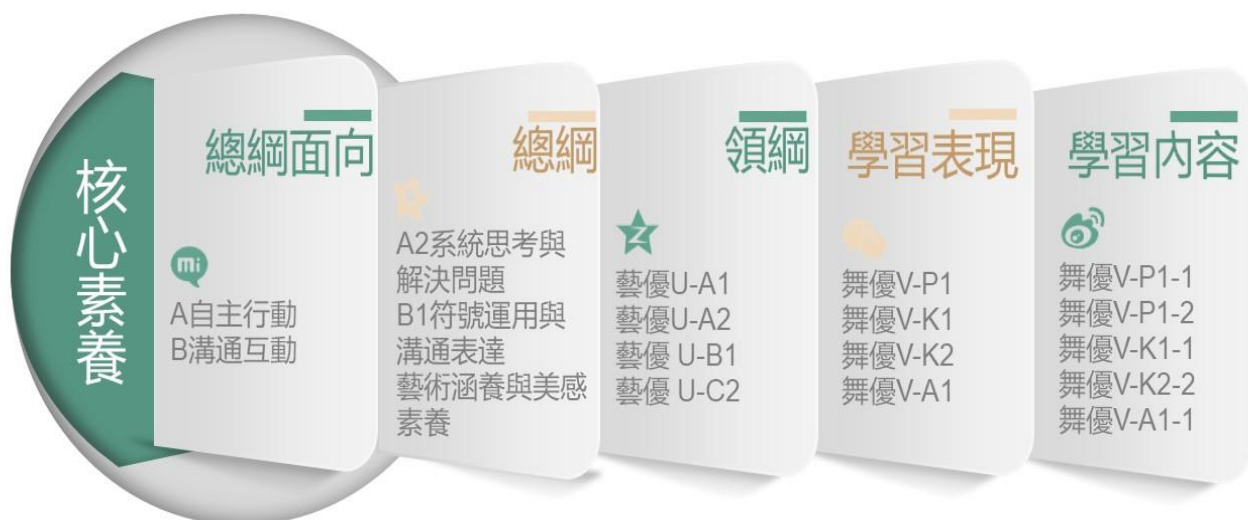 核心素養
總綱面向
A自主行動
B溝通互動
總綱
A2系統思考與
解決問題
B1符號運用與
溝通表達
藝術涵養與美感
素養
領綱
藝優U-A1
藝優U-A2
藝優 U-B1
藝優 U-C2
學習表現
舞優V-P1
舞優V-K1
舞優V-K2
舞優V-A1
學習內容
舞優V-P1-1
舞優V-P1-2
舞優V-K1-1
舞優V-K2-2
舞優V-A1-1